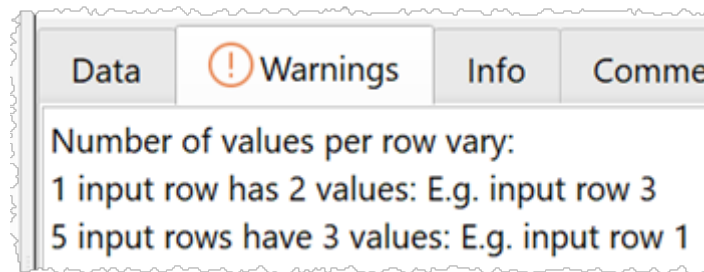 Data Warnings Info Comme
Number of values per row vary:
1 input row has 2 values: E.g. input row 3
5 input rows have 3 values: E.g. input row 1